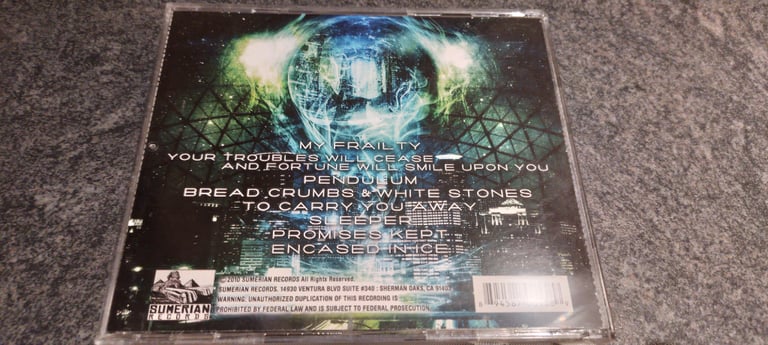 MY FRAILTY
YOUR TROUBLES WILL CEASE
AND FORTUNE WILL SMILE UPON YOU
PENDULUM
BREAD CRUMBS & WHITE STONES
TO CARRY YOU AWAY
SLEEPER
PROMISES KEPT
ENCASED IN ICE
© 2010 SUMERIAN RECORDS All Rights Reserved.
SUMERIAN RECORDS. 14930 VENTURA BLVD SUITE #340 : SHERMAN OAKS, CA 91403
WARNING: UNAUTHORIZED DUPLICATION OF THIS RECORDING IS
PROHIBITED BY FEDERAL LAW AND IS SUBJECT TO FEDERAL PROSECUTION.
SUMERIAN
RECORDS